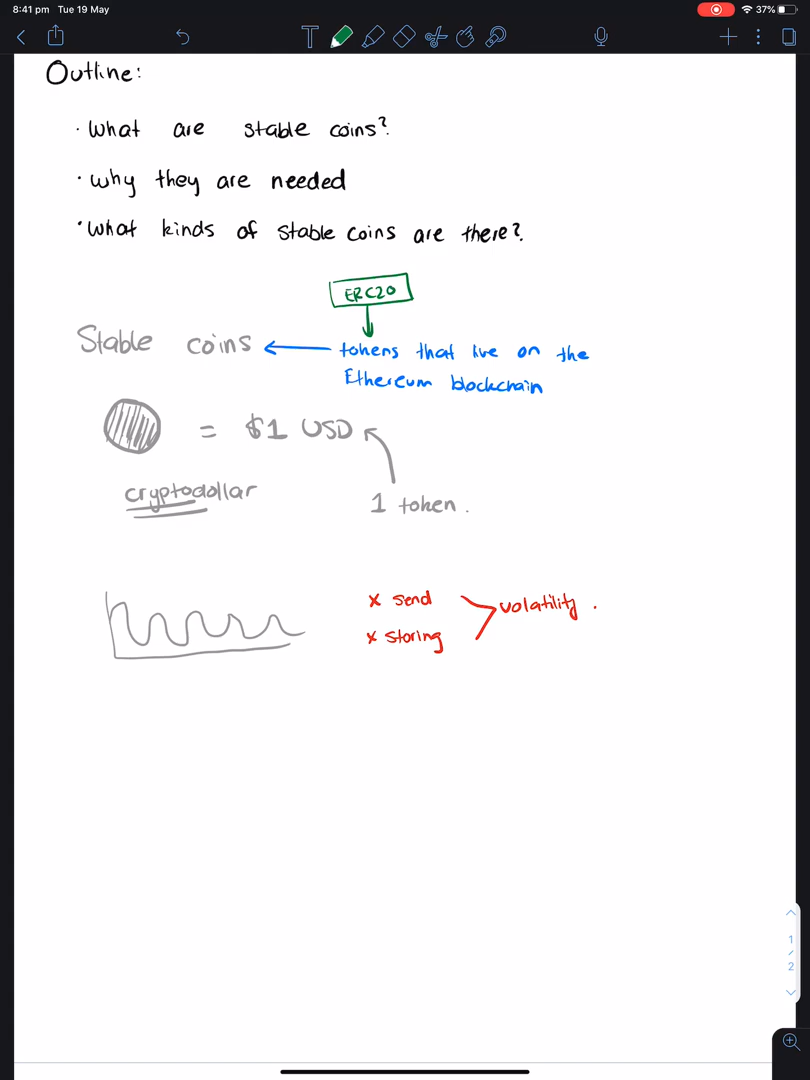 8:41 pm Tue 19 May
37%
T
Outline:
· What are stable coins?
· why they are needed
· What kinds of stable coins are there?
ERC20
Stable coins
tokens that live on the
Ethereum blockchain
= $1 USD
cryptodollar
1 token.
x send
x storing
volatility.
1
/
2